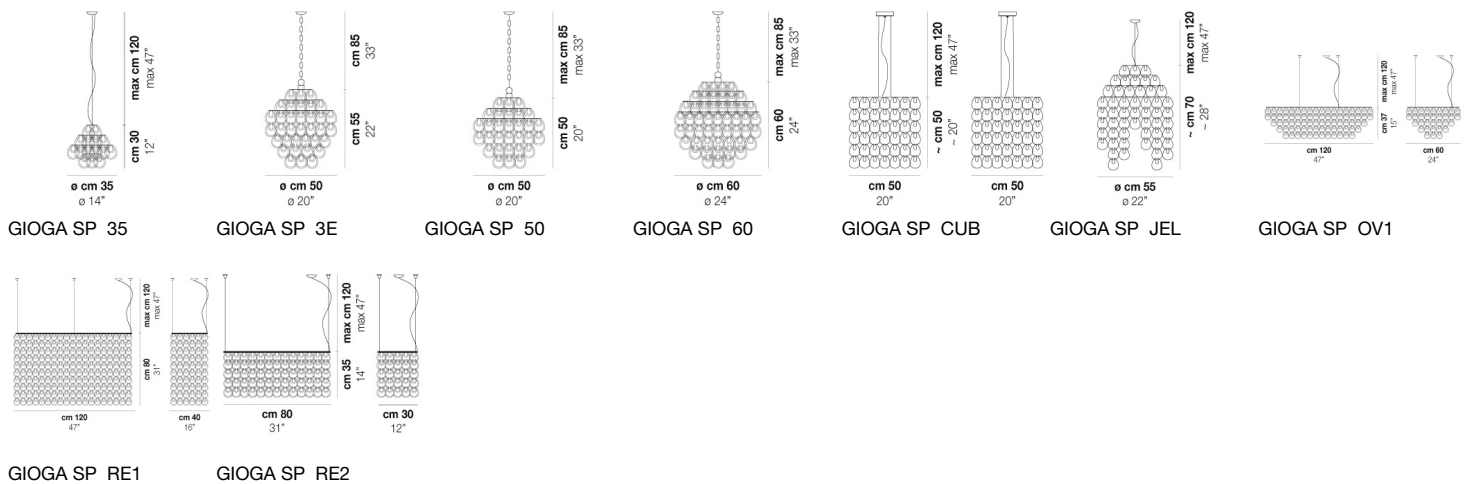 max cm 120
max 47"
cm 30
12"
ø cm 35
ø 14"
GIOGA SP 35
cm 85
33"
cm 55
22"
ø cm 50
ø 20"
GIOGA SP 3E
max cm 85
max 33"
cm 50
20"
ø cm 50
ø 20"
GIOGA SP 50
max cm 85
max 33"
cm 60
24"
ø cm 60
ø 24"
GIOGA SP 60
max cm 120
max 47"
~ cm 50
~ 20"
cm 50
20"
cm 50
20"
GIOGA SP CUB
max cm 120
max 47"
~ cm 70
~ 28"
ø cm 55
ø 22"
GIOGA SP JEL
max cm 120
max 47"
cm 37
15"
cm 120
47"
cm 60
24"
GIOGA SP OV1
max cm 120
max 47"
cm 80
31"
cm 120
47"
cm 40
16"
GIOGA SP RE1
max cm 120
max 47"
cm 35
14"
cm 80
31"
cm 30
12"
GIOGA SP RE2